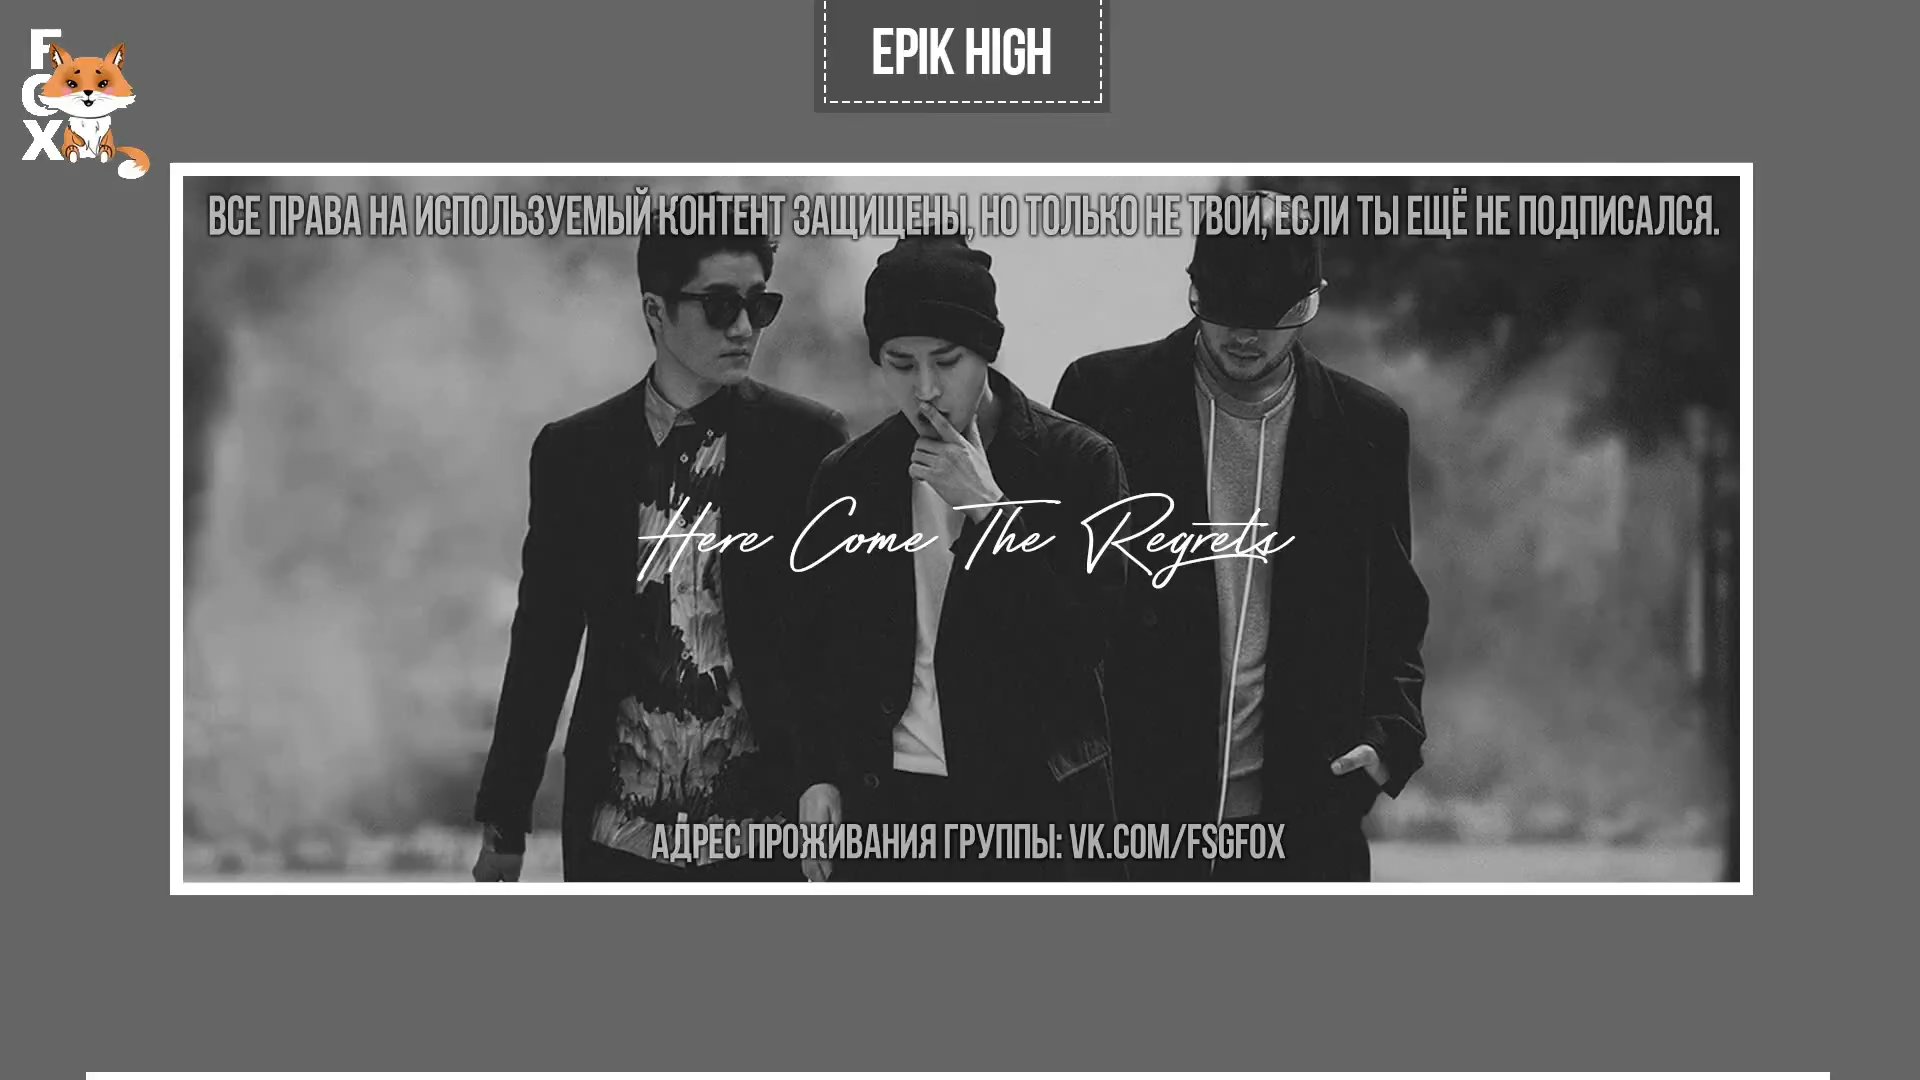 EPIK HIGH
FOX
ВСЕ ПРАВА НА ИСПОЛЬЗУЕМЫЙ КОНТЕНТ ЗАЩИЩЕНЫ, НО ТОЛЬКО НЕ ТВОИ, ЕСЛИ ТЫ ЕЩЁ НЕ ПОДПИСАЛСЯ.
Here Come The Regrets
АДРЕС ПРОЖИВАНИЯ ГРУППЫ: VK.COM/FSGFOX